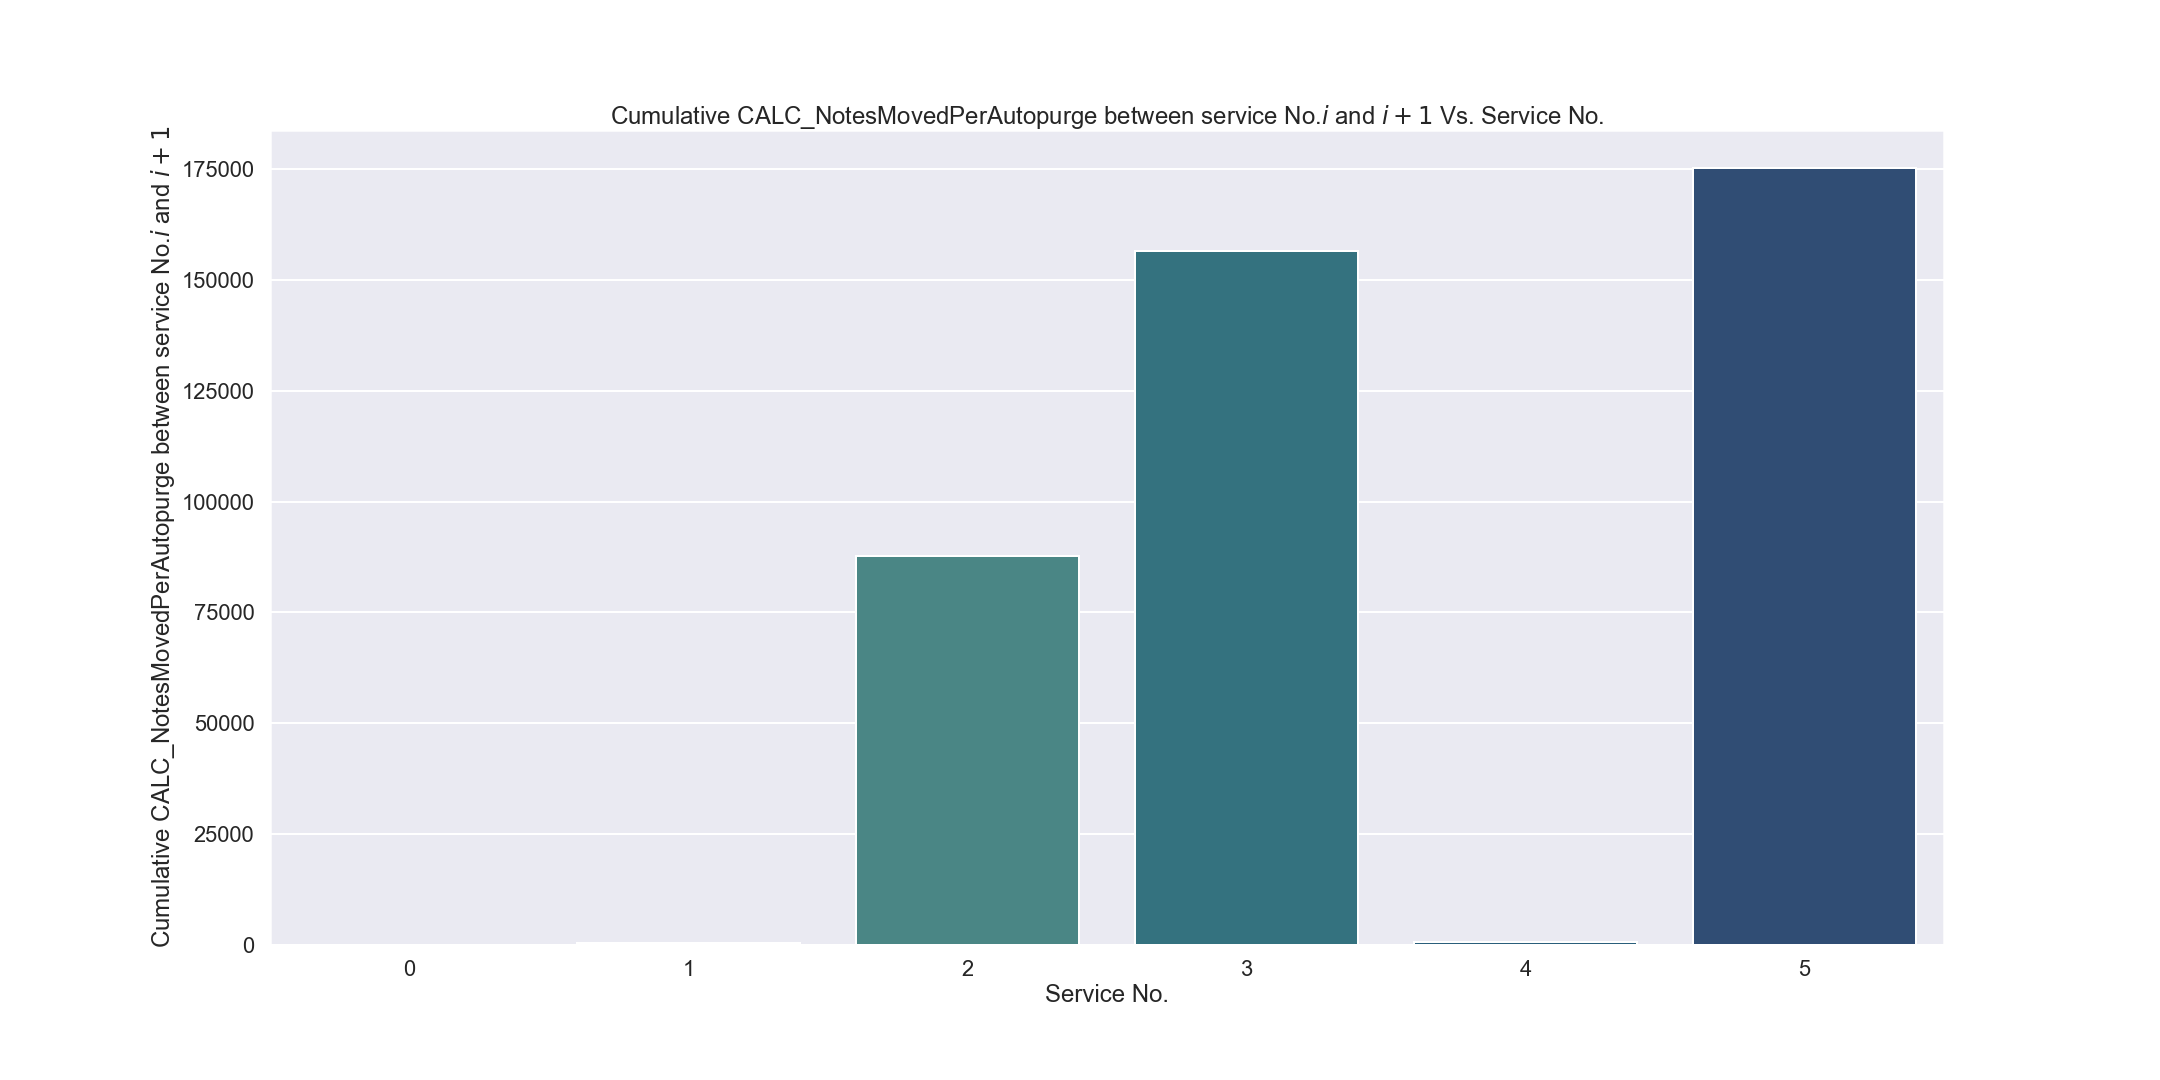 Cumulative CALC_NotesMovedPerAutopurge between service No.i and i + 1 Vs. Service No.
Cumulative CALC_NotesMovedPerAutopurge between service No.i and i + 1
175000
150000
125000
100000
75000
50000
25000
0
0 1 2 3 4 5
Service No.